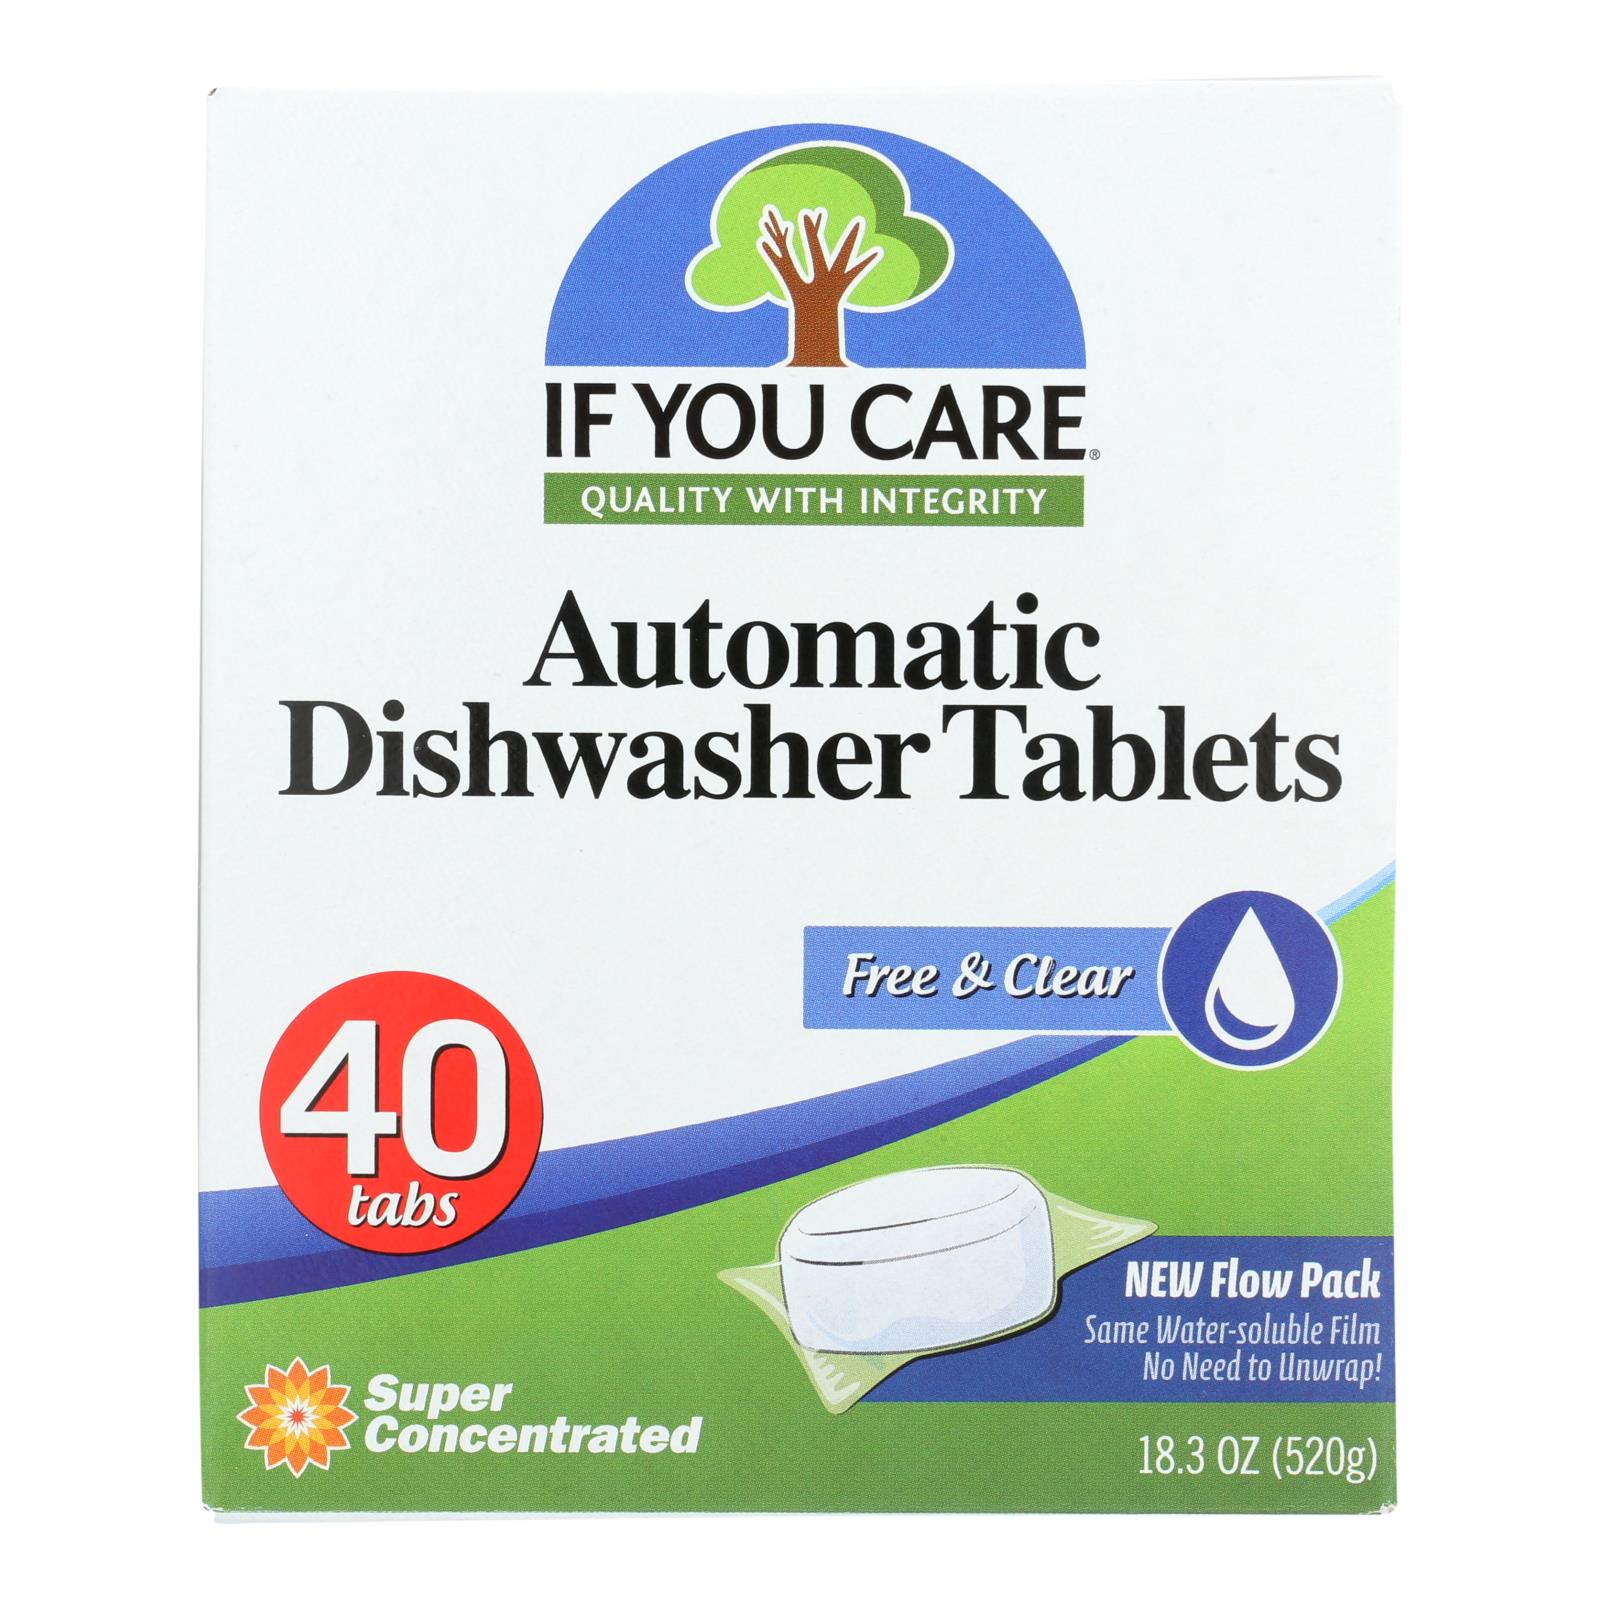 IF YOU CARE®
QUALITY WITH INTEGRITY
Automatic
Dishwasher Tablets
Free & Clear
40
tabs
NEW Flow Pack
Same Water-soluble Film
No Need to Unwrap!
Super
Concentrated
18.3 OZ (520g)